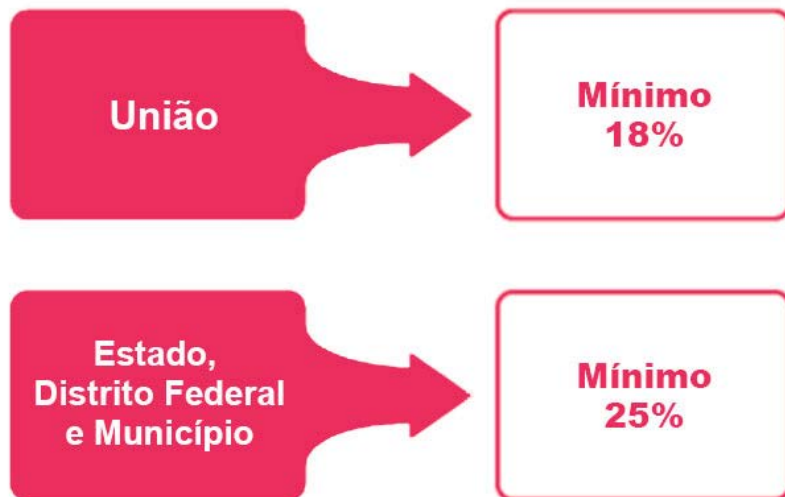 União
Mínimo
18%
Estado,
Distrito Federal
e Município
Mínimo
25%